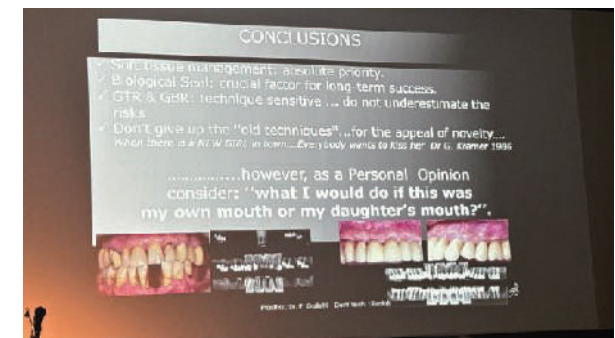 CONCLUSIONS
✓ Soft tissue management: absolute priority.
✓ Biological Seal: crucial factor for long-term success.
✓ GTR & GBR: technique sensitive ... do not underestimate the
risks
✓ Don't give up the "old techniques"...for the appeal of novelty....
When there is a NEW GIRL in town....Everybody wants to kiss her Dr G. Kramer 1986
...............however, as a Personal Opinion
consider: "what I would do if this was
my own mouth or my daughter's mouth?".
Dr. P.